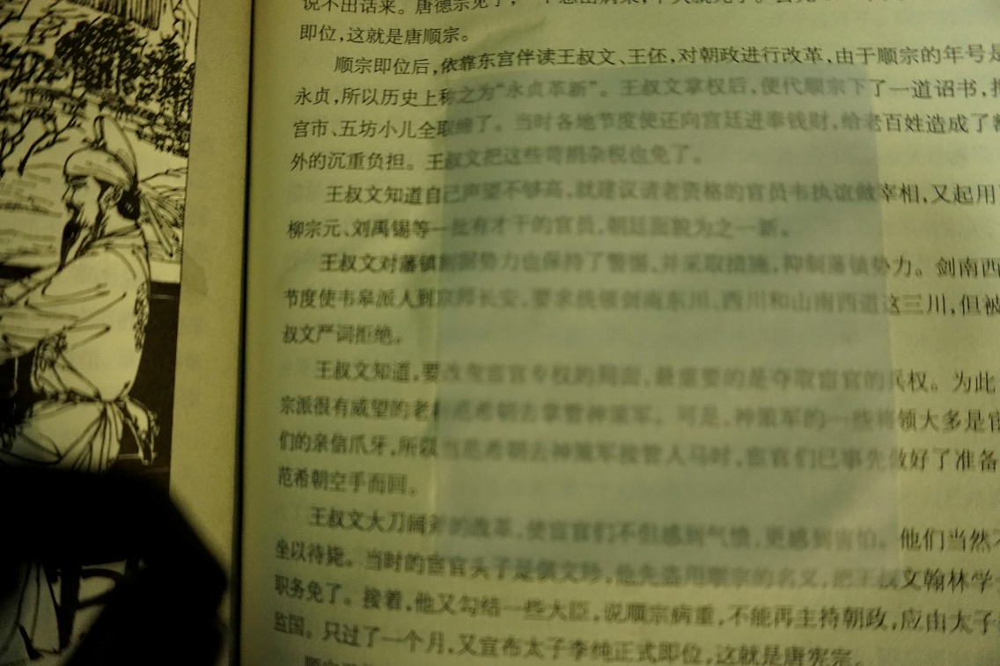 说不出话来。唐德宗死了，
即位，这就是唐顺宗。
顺宗即位后，依靠东宫伴读王叔文、王伾，对朝政进行改革，由于顺宗的年号是
永贞，所以历史上称之为“永贞革新”。王叔文掌权后，便代顺宗下了一道诏书，把
宫市、五坊小儿全取缔了。当时各地节度使还向宫廷进奉钱财，给老百姓造成了额
外的沉重负担。王叔文把这些苛捐杂税也免了。
王叔文知道自己声望不够高，就建议请老资格的官员韦执谊做宰相，又起用
柳宗元、刘禹锡等一批有才干的官员，朝廷面貌为之一新。
王叔文对藩镇割据势力也保持了警惕，并采取措施，抑制藩镇势力。剑南西
节度使韦皋派人到京师长安，要求统领剑南东川、西川和山南西道这三川，但被
叔文严词拒绝。
王叔文知道，要改变宦官专权的局面，最重要的是夺取宦官的兵权。为此
宗派很有威望的老将范希朝去掌管神策军。可是，神策军的一些将领大多是宦
们的亲信爪牙，所以当范希朝去神策军接管人马时，宦官们已事先做好了准备
范希朝空手而回。
王叔文大刀阔斧的改革，使宦官们不但感到气愤，更感到害怕。他们当然不
坐以待毙。当时的宦官头子是俱文珍，他先盗用顺宗的名义，把王叔文翰林学
职务免了。接着，他又勾结一些大臣，说顺宗病重，不能再主持朝政，应由太子
监国。只过了一个月，又宣布太子李纯正式即位，这就是唐宪宗。